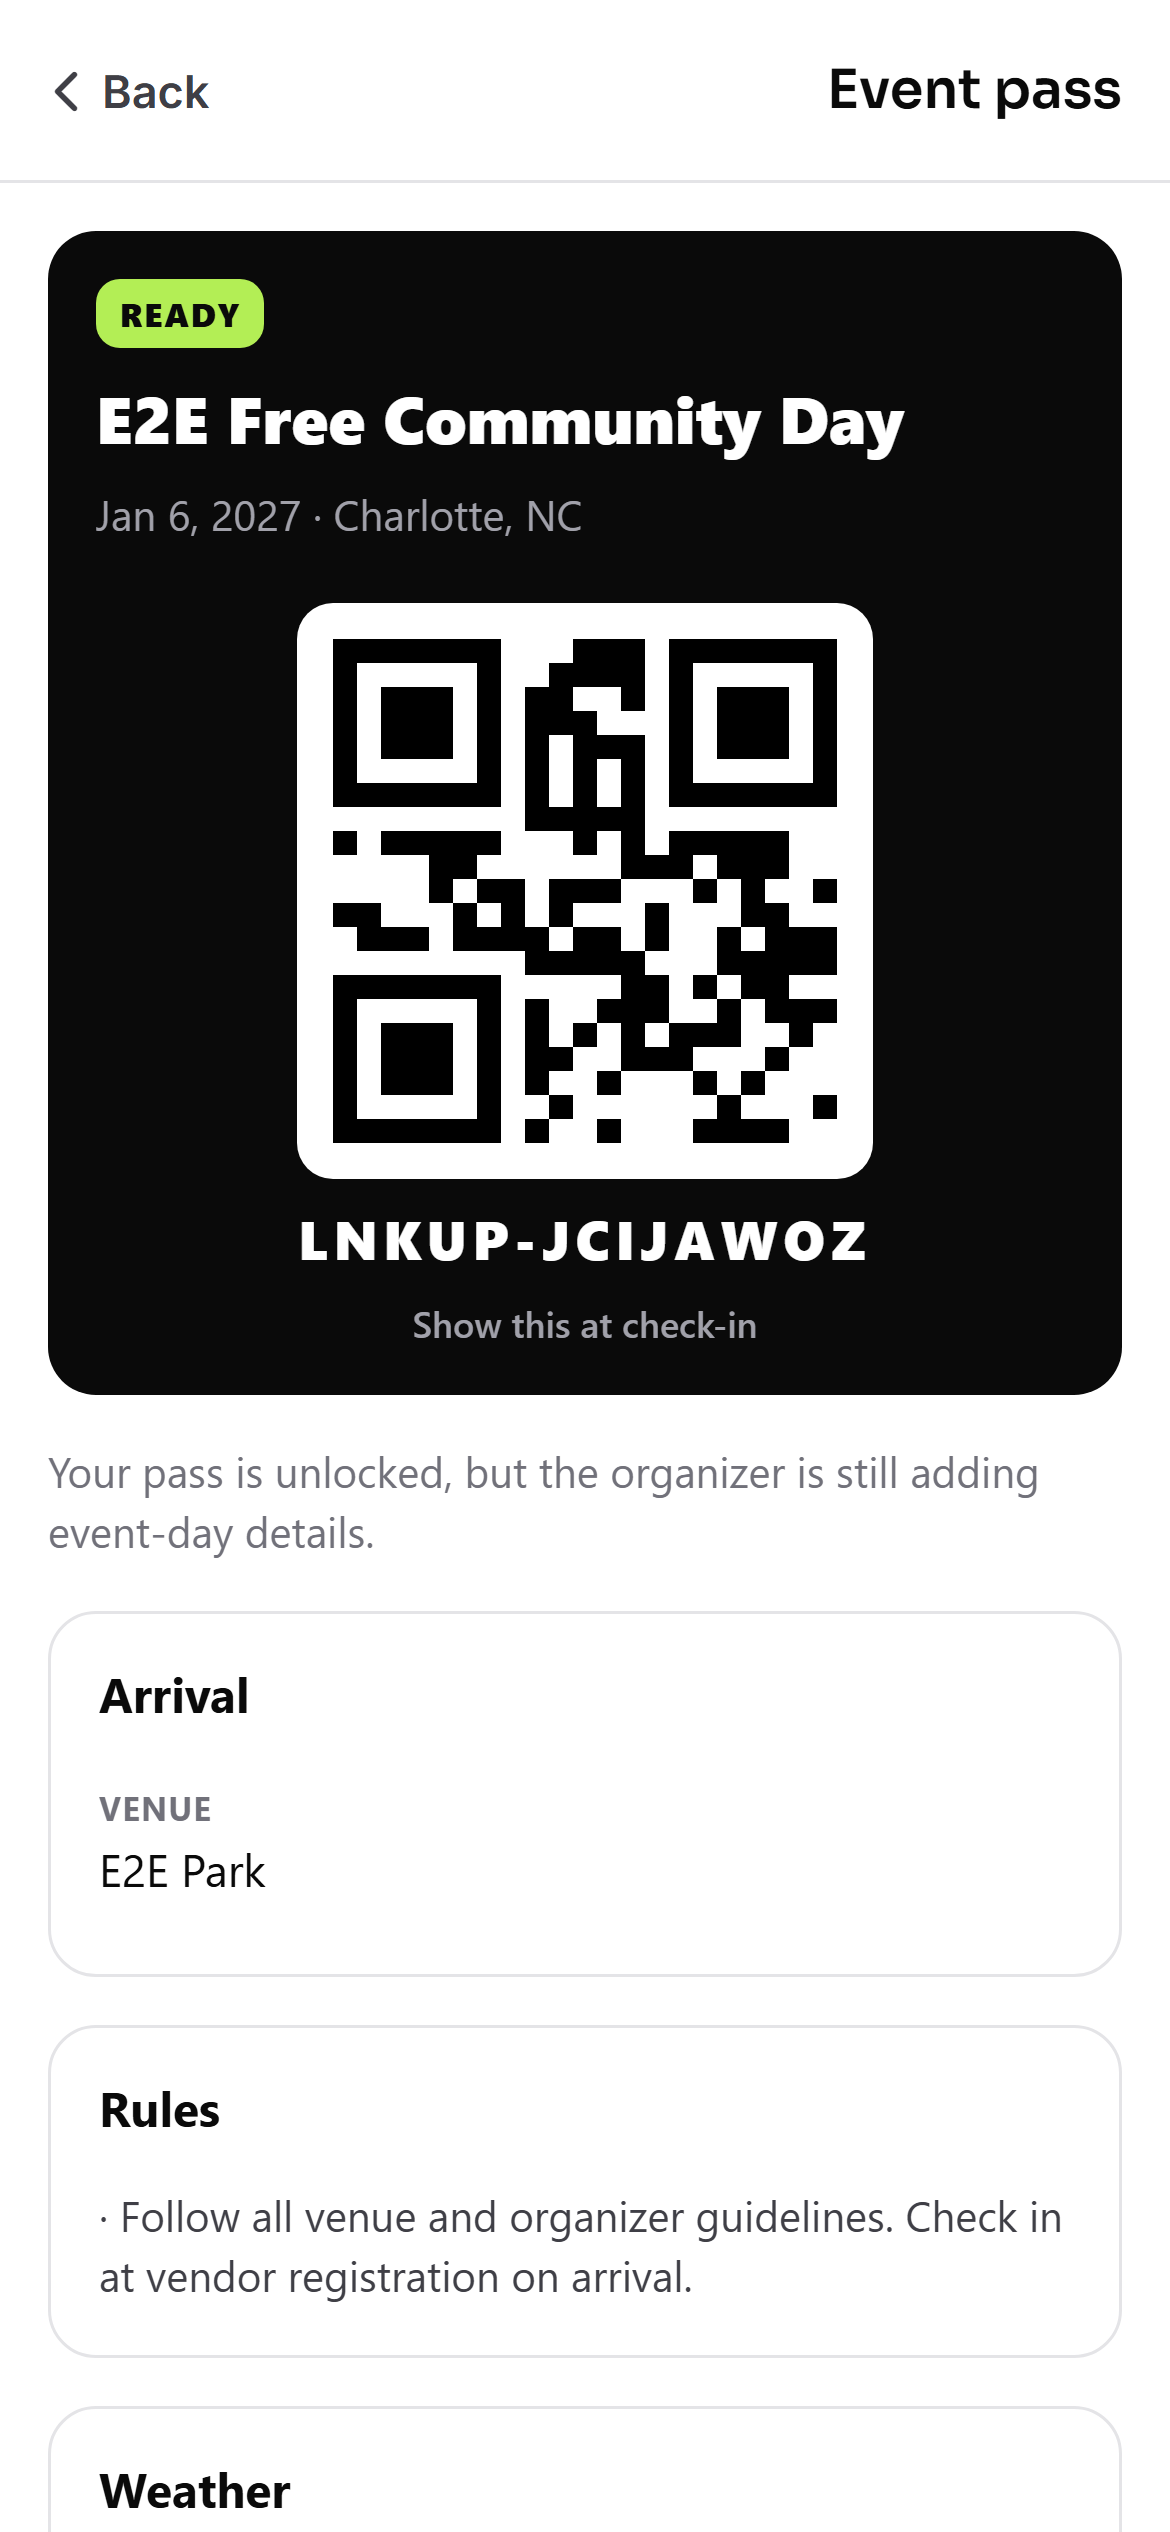 Back
Event pass
READY
E2E Free Community Day
Jan 6, 2027 · Charlotte, NC
LNKUP-JCIJAWOZ
Show this at check-in
Your pass is unlocked, but the organizer is still adding
event-day details.
Arrival
VENUE
E2E Park
Rules
· Follow all venue and organizer guidelines. Check in
at vendor registration on arrival.
Weather